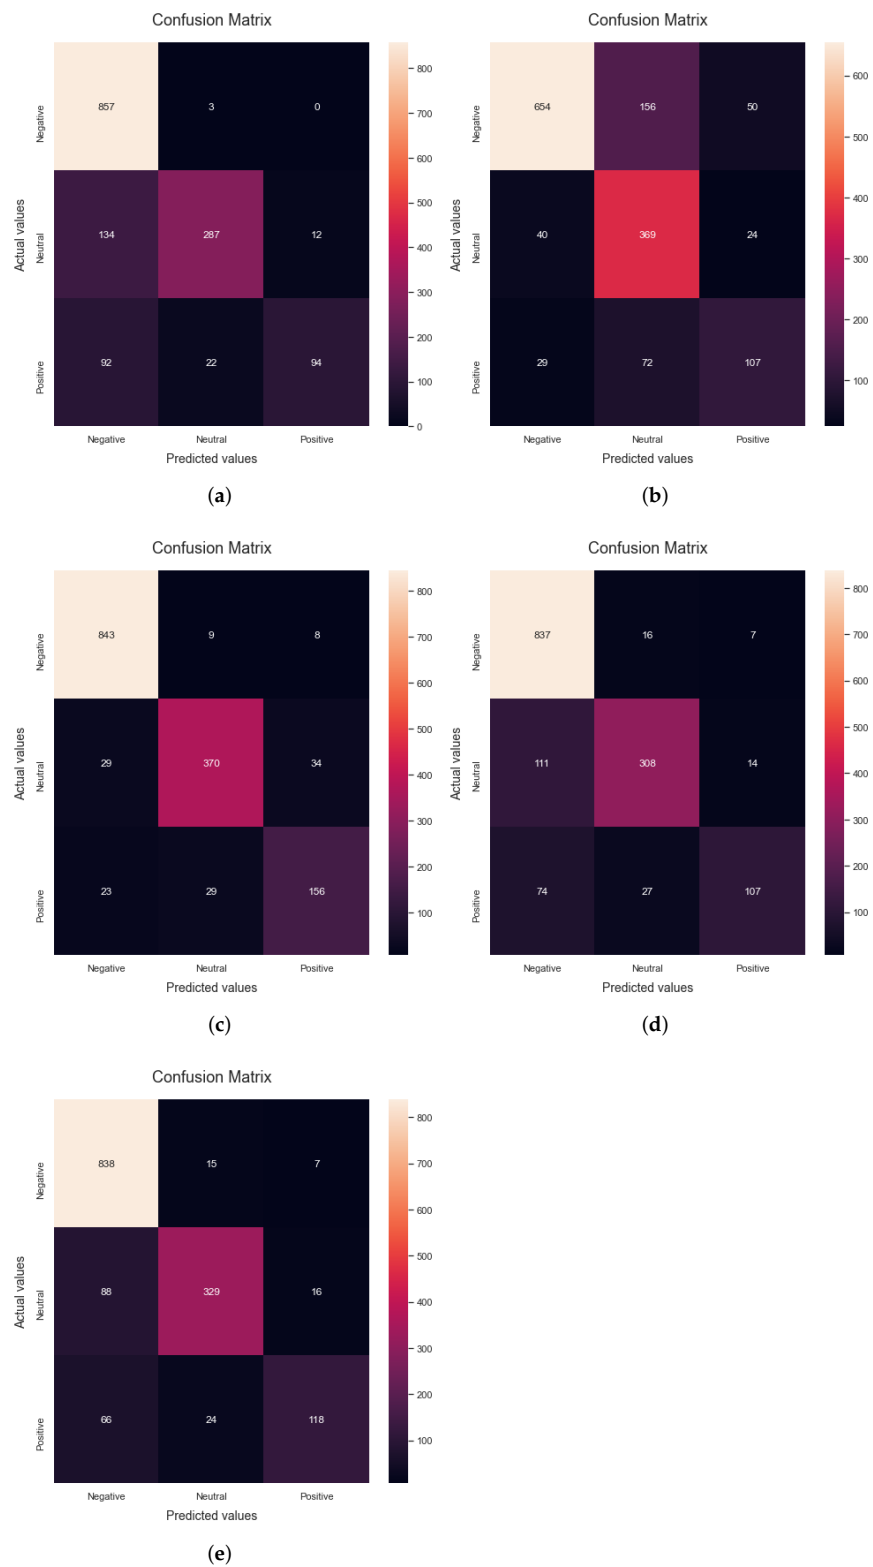 Confusion Matrix
Negative 857 3 0
Neutral 134 287 12
Positive 92 22 94
Negative Neutral Positive
Predicted values
Actual values
800
700
600
500
400
300
200
100
0
(a)
Confusion Matrix
654 156 50
40 369 24
29 72 107
Negative Neutral Positive
Predicted values
Actual values
600
500
400
300
200
100
(b)
Confusion Matrix
Negative 843 9 8
Neutral 29 370 34
Positive 23 29 156
Negative Neutral Positive
Predicted values
Actual values
800
700
600
500
400
300
200
100
(c)
Confusion Matrix
Negative 837 16 7
Neutral 111 308 14
Positive 74 27 107
Negative Neutral Positive
Predicted values
Actual values
800
700
600
500
400
300
200
100
(d)
Confusion Matrix
Negative 838 15 7
Neutral 88 329 16
Positive 66 24 118
Negative Neutral Positive
Predicted values
Actual values
800
700
600
500
400
300
200
100
(e)